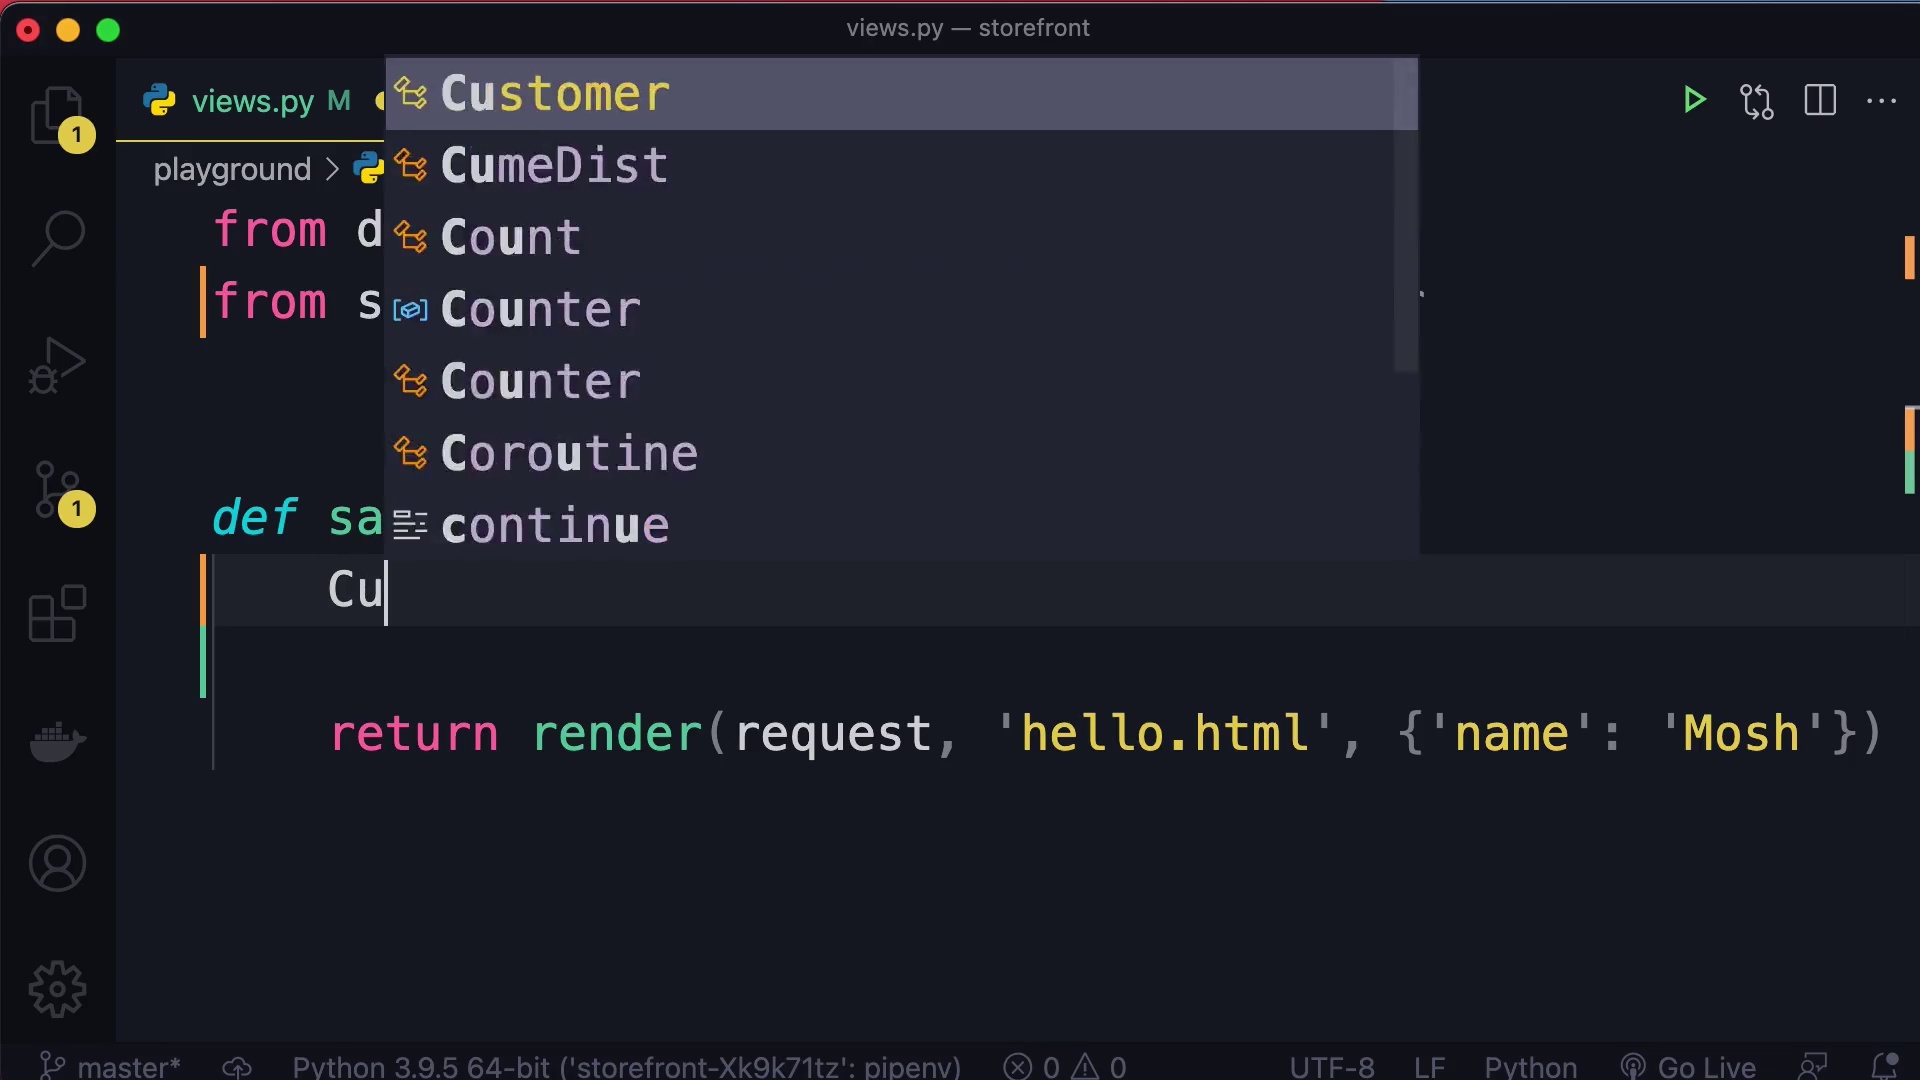 views.py — storefront
views.py M
playground >
1
Customer
CumeDist
Count
Counter
Counter
Coroutine
continue
from d
from s
1
def sa
Cu
return render(request, 'hello.html', {'name': 'Mosh'})
master*
Python 3.9.5 64-bit ('storefront-Xk9k71tz': pipenv)
0 0
UTF-8
LF
Python
Go Live